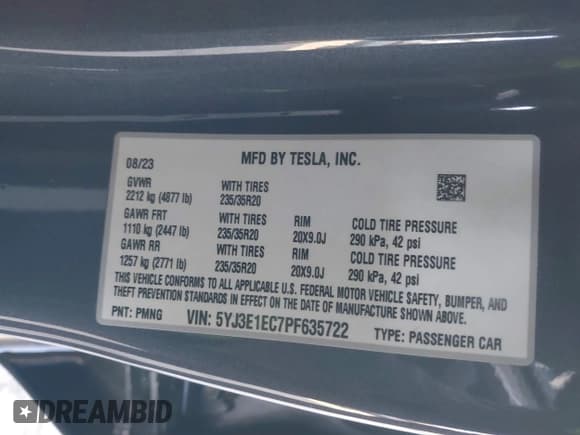 08/23 MFD BY TESLA, INC.
GVWR WITH TIRES
2212 kg (4877 lb) 235/35R20
GAWR FRT WITH TIRES RIM COLD TIRE PRESSURE
1110 kg (2447 lb) 235/35R20 20X9.0J 290 kPa, 42 psi
GAWR RR WITH TIRES RIM COLD TIRE PRESSURE
1257 kg (2771 lb) 235/35R20 20X9.0J 290 kPa, 42 psi
THIS VEHICLE CONFORMS TO ALL APPLICABLE U.S. FEDERAL MOTOR VEHICLE SAFETY, BUMPER, AND
THEFT PREVENTION STANDARDS IN EFFECT ON THE DATE OF MANUFACTURE SHOWN ABOVE.
PNT: PMNG VIN: 5YJ3E1EC7PF635722 TYPE: PASSENGER CAR
DREAMBID